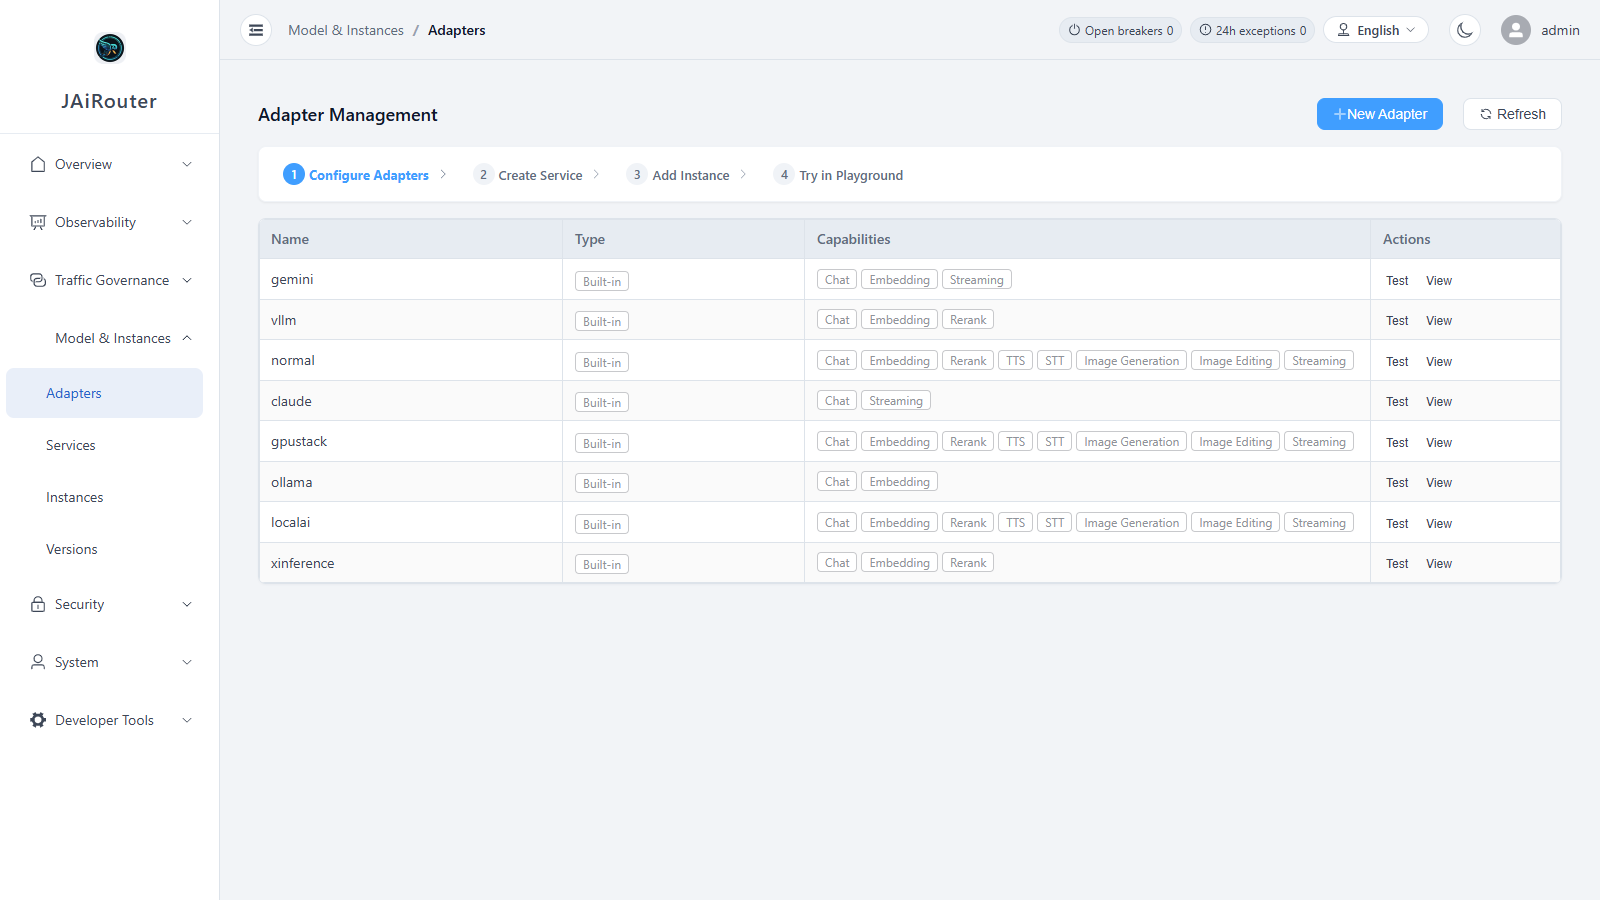 JAiRouter
Overview
Observability
Traffic Governance
Model & Instances
Adapters
Services
Instances
Versions
Security
System
Developer Tools
Model & Instances / Adapters
Open breakers 0
24h exceptions 0
English
admin
Adapter Management
New Adapter
Refresh
1 Configure Adapters
2 Create Service
3 Add Instance
4 Try in Playground
Name Type Capabilities Actions
gemini Built-in Chat Embedding Streaming Test View
vllm Built-in Chat Embedding Rerank Test View
normal Built-in Chat Embedding Rerank TTS STT Image Generation Image Editing Streaming Test View
claude Built-in Chat Streaming Test View
gpustack Built-in Chat Embedding Rerank TTS STT Image Generation Image Editing Streaming Test View
ollama Built-in Chat Embedding Test View
localai Built-in Chat Embedding Rerank TTS STT Image Generation Image Editing Streaming Test View
xinference Built-in Chat Embedding Rerank Test View